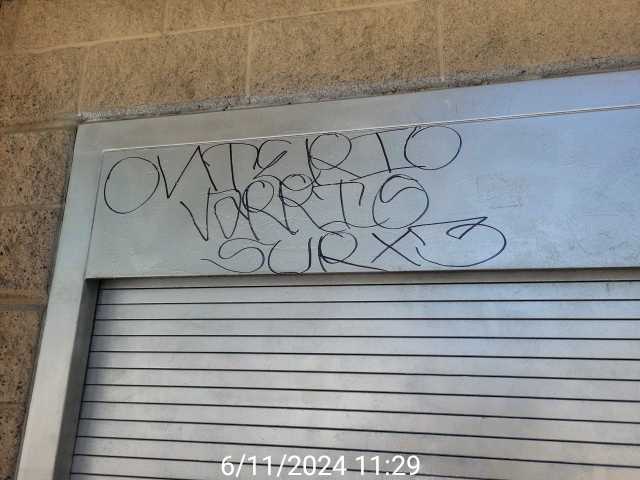 ONTERIO
VARRIO
SUR X3
6/11/2024 11:29